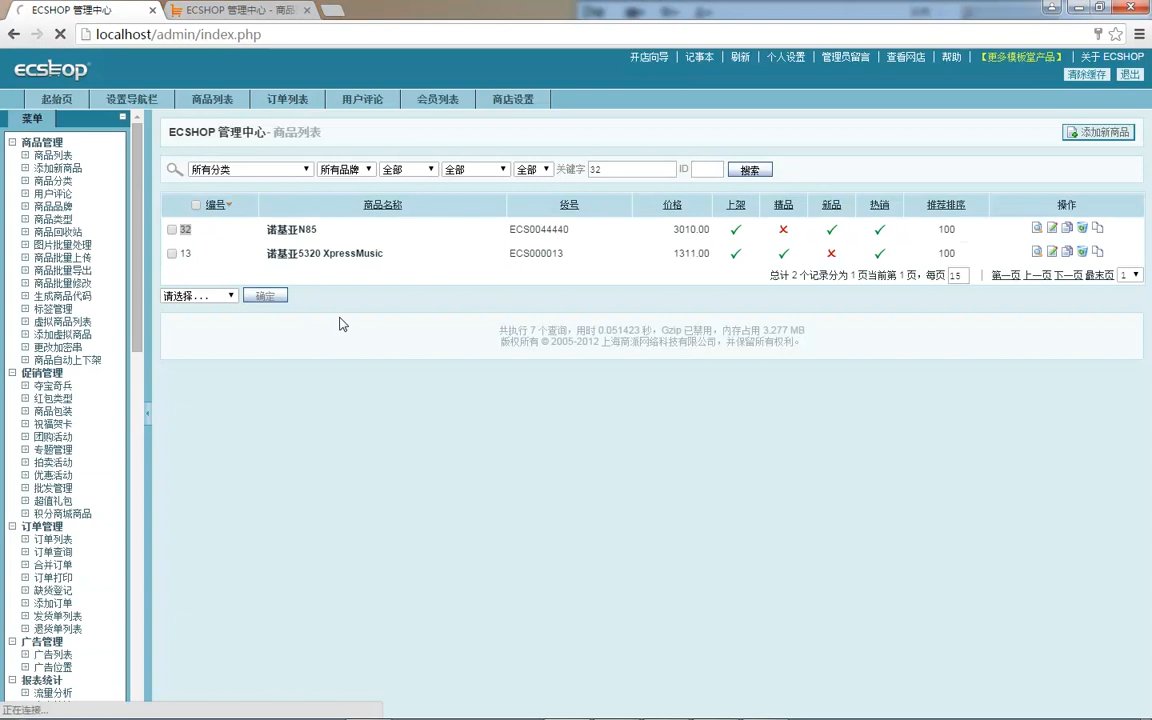 ECSHOP 管理中心
ECSHOP 管理中心 - 商品
localhost/admin/index.php
ecshop
开店向导 | 记事本 | 刷新 | 个人设置 | 管理员留言 | 查看网店 | 帮助 | 【更多模板堂产品】 | 关于 ECSHOP
清除缓存 退出
起始页 设置导航栏 商品列表 订单列表 用户评论 会员列表 商店设置
菜单
商品管理
商品列表
添加新商品
商品分类
用户评论
商品品牌
商品类型
商品回收站
图片批量处理
商品批量上传
商品批量导出
商品批量修改
生成商品代码
标签管理
虚拟商品列表
添加虚拟商品
更改加密串
商品自动上下架
促销管理
夺宝奇兵
红包类型
商品包装
祝福贺卡
团购活动
专题管理
拍卖活动
优惠活动
批发管理
超值礼包
积分商城商品
订单管理
订单列表
订单查询
合并订单
订单打印
缺货登记
添加订单
发货单列表
退货单列表
广告管理
广告列表
广告位置
报表统计
流量分析
ECSHOP 管理中心 - 商品列表
添加新商品
所有分类 所有品牌 全部 全部 全部 关键字 32 ID 搜索
编号 商品名称 货号 价格 上架 精品 新品 热销 推荐排序 操作
32 诺基亚N85 ECS0044440 3010.00 100
13 诺基亚5320 XpressMusic ECS000013 1311.00 100
总计 2 个记录分为 1 页当前第 1 页，每页 15 | 第一页 上一页 下一页 最末页 1
请选择... 确定
共执行 7 个查询，用时 0.051423 秒，Gzip 已禁用，内存占用 3.277 MB
版权所有 © 2005-2012 上海商派网络科技有限公司，并保留所有权利。
正在连接...